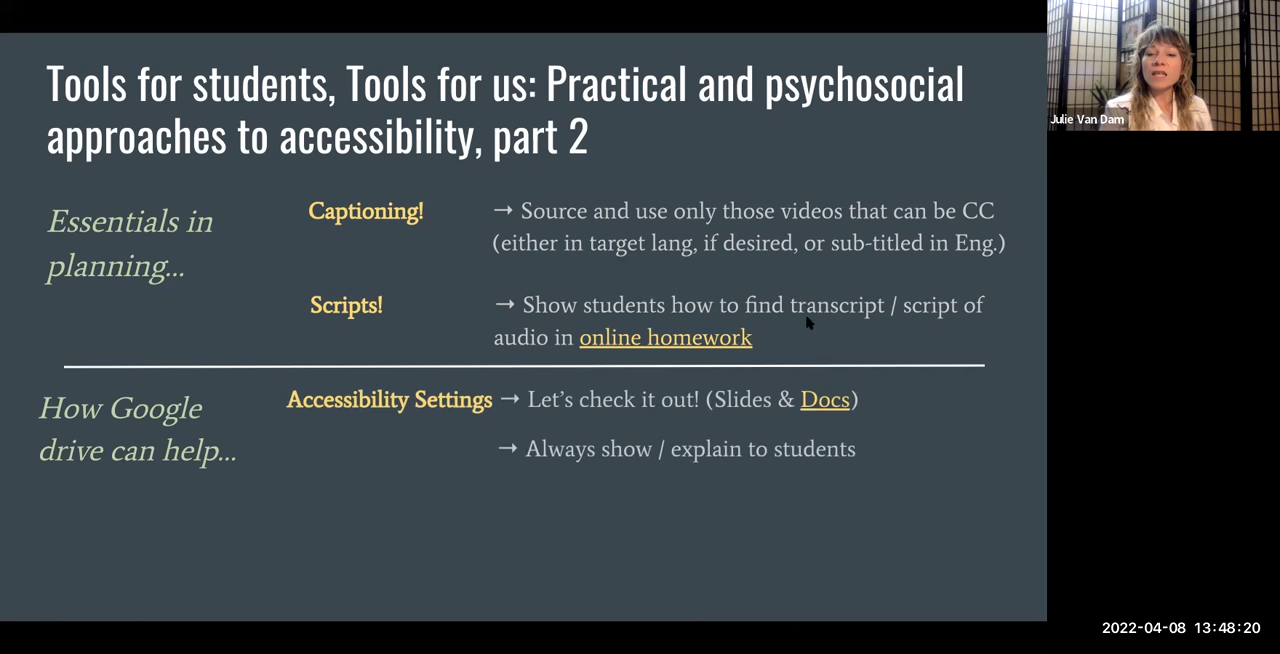 Tools for students, Tools for us: Practical and psychosocial
approaches to accessibility, part 2
Julie Van Dam
Essentials in
planning...
Captioning!
→ Source and use only those videos that can be CC
(either in target lang, if desired, or sub-titled in Eng.)
Scripts!
→ Show students how to find transcript / script of
audio in online homework
How Google
drive can help...
Accessibility Settings → Let’s check it out! (Slides & Docs)
→ Always show / explain to students
2022-04-08 13:48:20